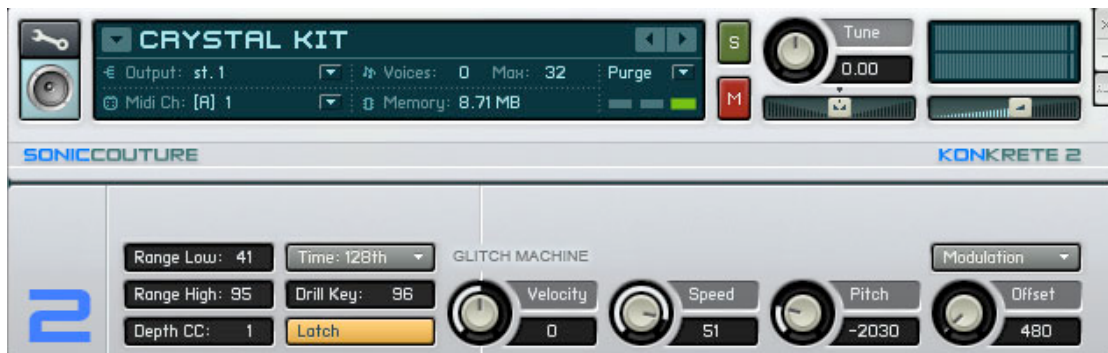 CRYSTAL KIT
S
Tune
Output: st. 1 Voices: 0 Max: 32 Purge
0.00
Midi Ch: [A] 1 Memory: 8.71 MB
M
SONICCOUTURE KONKRETE 2
2
Range Low: 41 Time: 128th GLITCH MACHINE Modulation
Range High: 95 Drill Key: 96 Velocity Speed Pitch Offset
Depth CC: 1 Latch 0 51 -2030 480